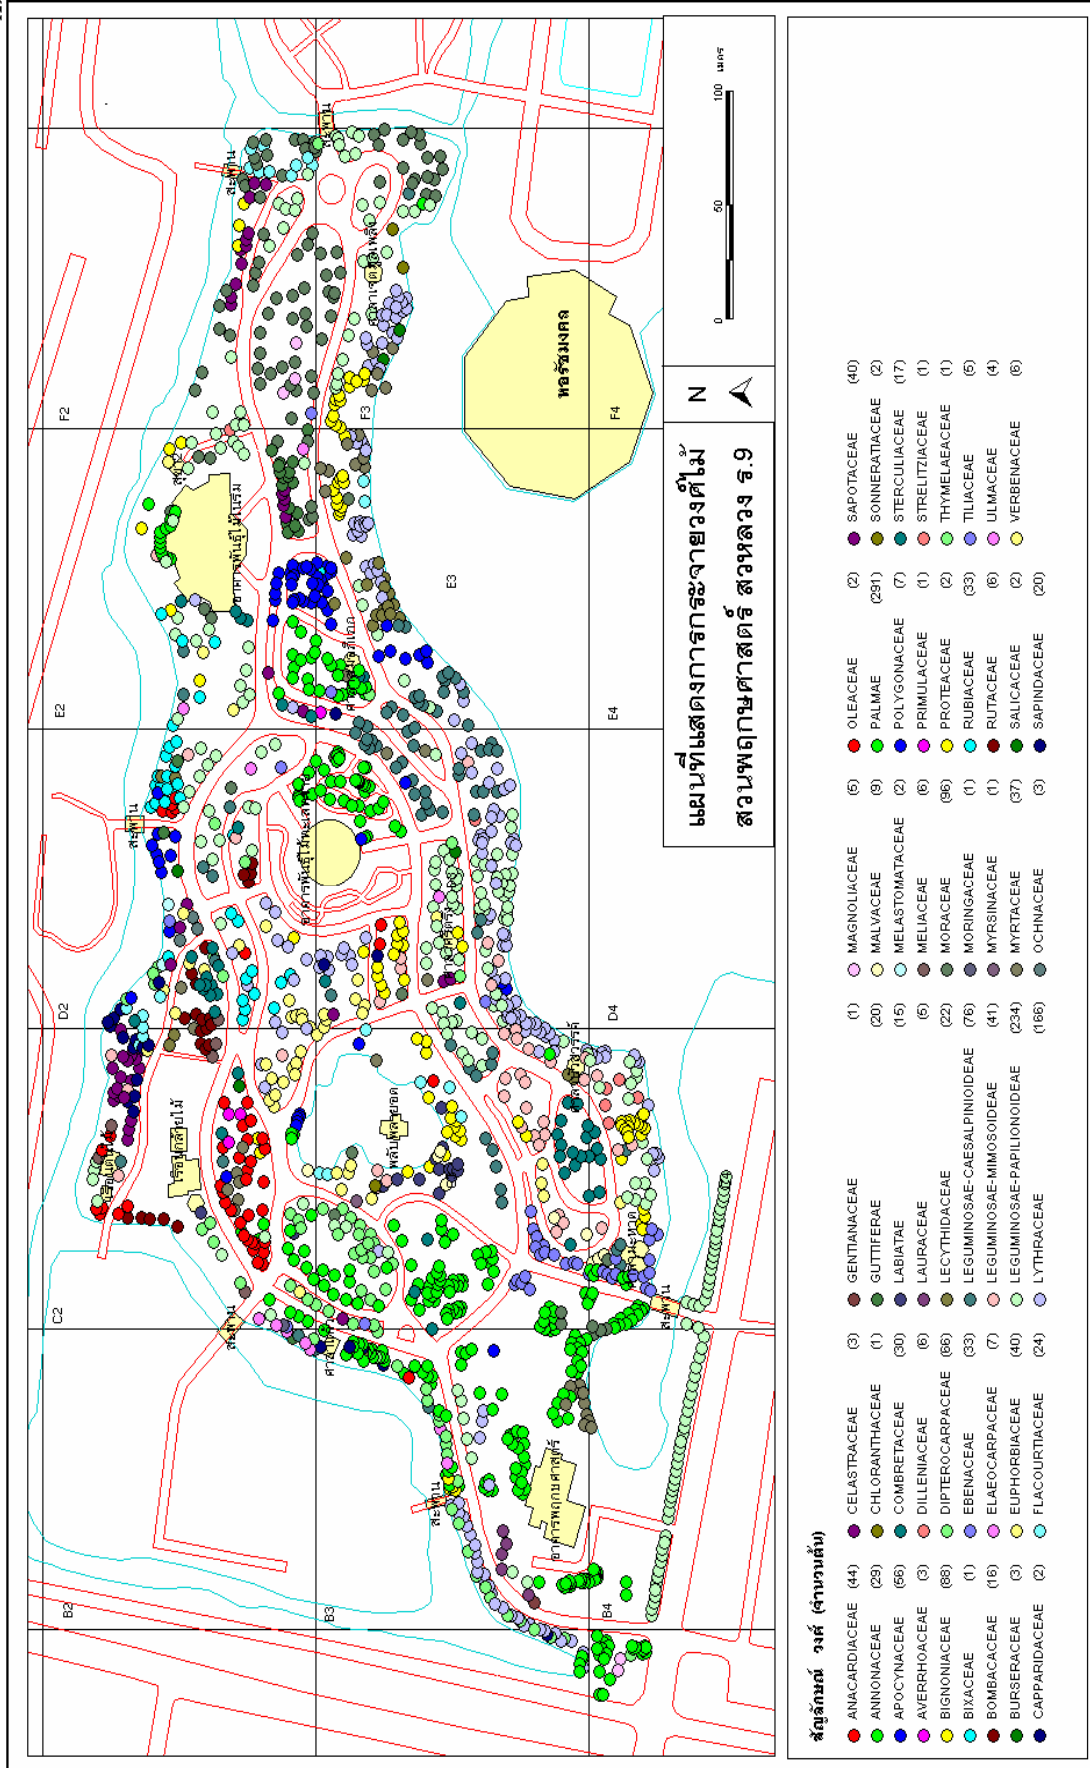 B2
C2
D2
E2
F2
สะพาน
สะพาน
สะพาน
เรือนกล้วยไม้
อาคารพันธุ์ไม้ในร่ม
B3
F3
สะพาน
สะพาน
พลับพลายอด
E3
B4
D4
E4
F4
อาคารพฤกษศาสตร์
สะพาน
หอรัชมงคล
แผนที่แสดงการกระจายวงศ์ไม้
สวนพฤกษศาสตร์ สวหลวง ร.9
N
0 50 100 เมตร
สัญลักษณ์ วงศ์ (จำนวนต้น)
ANACARDIACEAE (44) CELASTRACEAE (3) GENTIANACEAE (1) MAGNOLIACEAE (5) OLEACEAE (2) SAPOTACEAE (40)
ANNONACEAE (29) CHLORANTHACEAE (1) GUTTIFERAE (20) MALVACEAE (9) PALMAE (291) SONNERATIACEAE (2)
APOCYNACEAE (56) COMBRETACEAE (30) LABIATAE (15) MELASTOMATACEAE (2) POLYGONACEAE (7) STERCULIACEAE (17)
AVERRHOACEAE (3) DILLENIACEAE (6) LAURACEAE (5) MELIACEAE (6) PRIMULACEAE (1) STRELITZIACEAE (1)
BIGNONIACEAE (88) DIPTEROCARPACEAE (66) LECYTHIDACEAE (22) MORACEAE (96) PROTEACEAE (2) THYMELAEACEAE (1)
BIXACEAE (1) EBENACEAE (33) LEGUMINOSAE-CAESALPINIOIDEAE (76) MORINGACEAE (1) RUBIACEAE (33) TILIACEAE (5)
BOMBACACEAE (16) ELAEOCARPACEAE (7) LEGUMINOSAE-MIMOSOIDEAE (41) MYRSINACEAE (1) RUTACEAE (6) ULMACEAE (4)
BURSERACEAE (3) EUPHORBIACEAE (40) LEGUMINOSAE-PAPILIONOIDEAE (234) MYRTACEAE (37) SALICACEAE (2) VERBENACEAE (6)
CAPPARIDACEAE (2) FLACOURTIACEAE (24) LYTHRACEAE (166) OCHNACEAE (3) SAPINDACEAE (20)